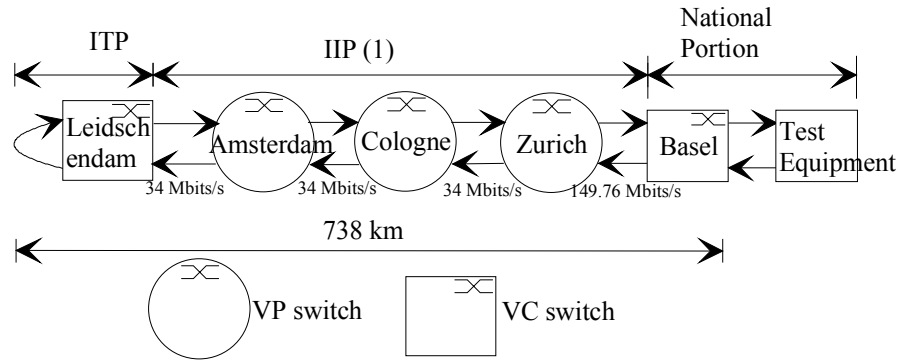 National
Portion
ITP
IIP (1)
Leidsch
endam
Amsterdam
Cologne
Zurich
Basel
Test
Equipment
34 Mbits/s
34 Mbits/s
34 Mbits/s
149.76 Mbits/s
738 km
VP switch
VC switch